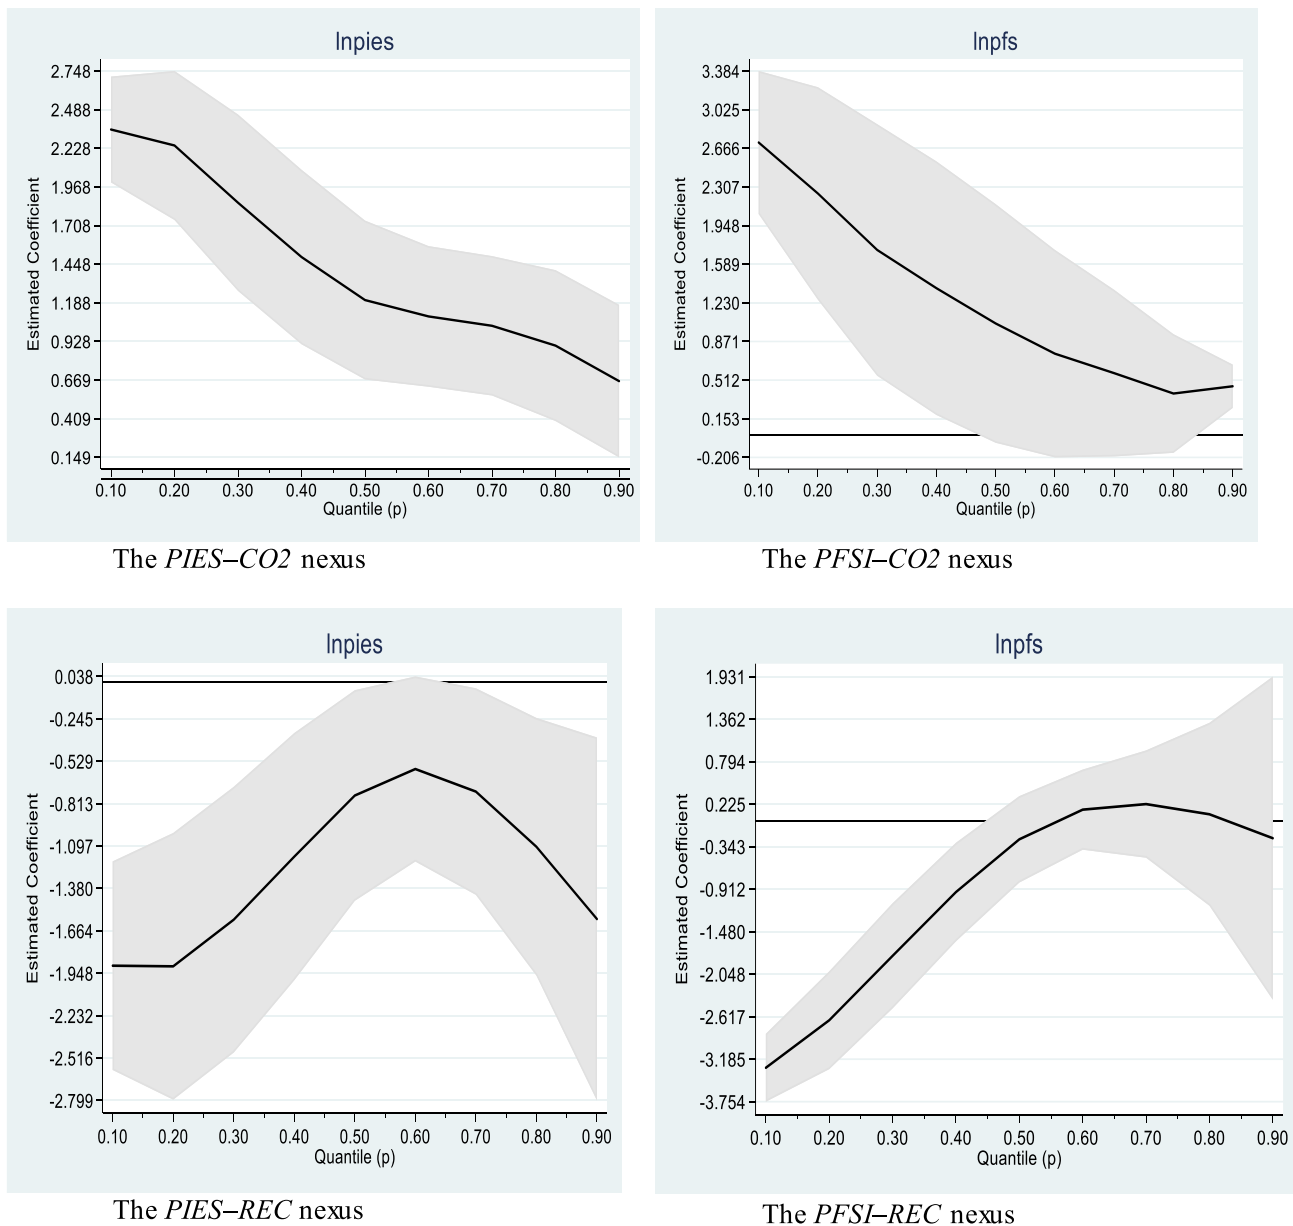 lnpies
Estimated Coefficient
2.748
2.488
2.228
1.968
1.708
1.448
1.188
0.928
0.669
0.409
0.149
0.10 0.20 0.30 0.40 0.50 0.60 0.70 0.80 0.90
Quantile (p)
The PIES–CO2 nexus
lnpfs
Estimated Coefficient
3.384
3.025
2.666
2.307
1.948
1.589
1.230
0.871
0.512
0.153
-0.206
0.10 0.20 0.30 0.40 0.50 0.60 0.70 0.80 0.90
Quantile (p)
The PFSI–CO2 nexus
lnpies
Estimated Coefficient
0.038
-0.245
-0.529
-0.813
-1.097
-1.380
-1.664
-1.948
-2.232
-2.516
-2.799
0.10 0.20 0.30 0.40 0.50 0.60 0.70 0.80 0.90
Quantile (p)
The PIES–REC nexus
lnpfs
Estimated Coefficient
1.931
1.362
0.794
0.225
-0.343
-0.912
-1.480
-2.048
-2.617
-3.185
-3.754
0.10 0.20 0.30 0.40 0.50 0.60 0.70 0.80 0.90
Quantile (p)
The PFSI–REC nexus